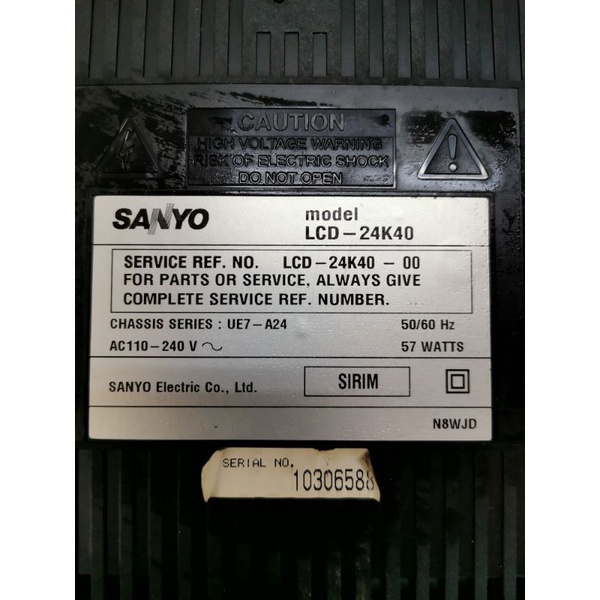 CAUTION
HIGH VOLTAGE WARNING
RISK OF ELECTRIC SHOCK
DO NOT OPEN
SANYO
model
LCD-24K40
SERVICE REF. NO. LCD-24K40-00
FOR PARTS OR SERVICE, ALWAYS GIVE
COMPLETE SERVICE REF. NUMBER.
CHASSIS SERIES : UE7-A24 50/60 Hz
AC110-240 V ~ 57 WATTS
SANYO Electric Co., Ltd. SIRIM
N8WJD
SERIAL NO.
10306588